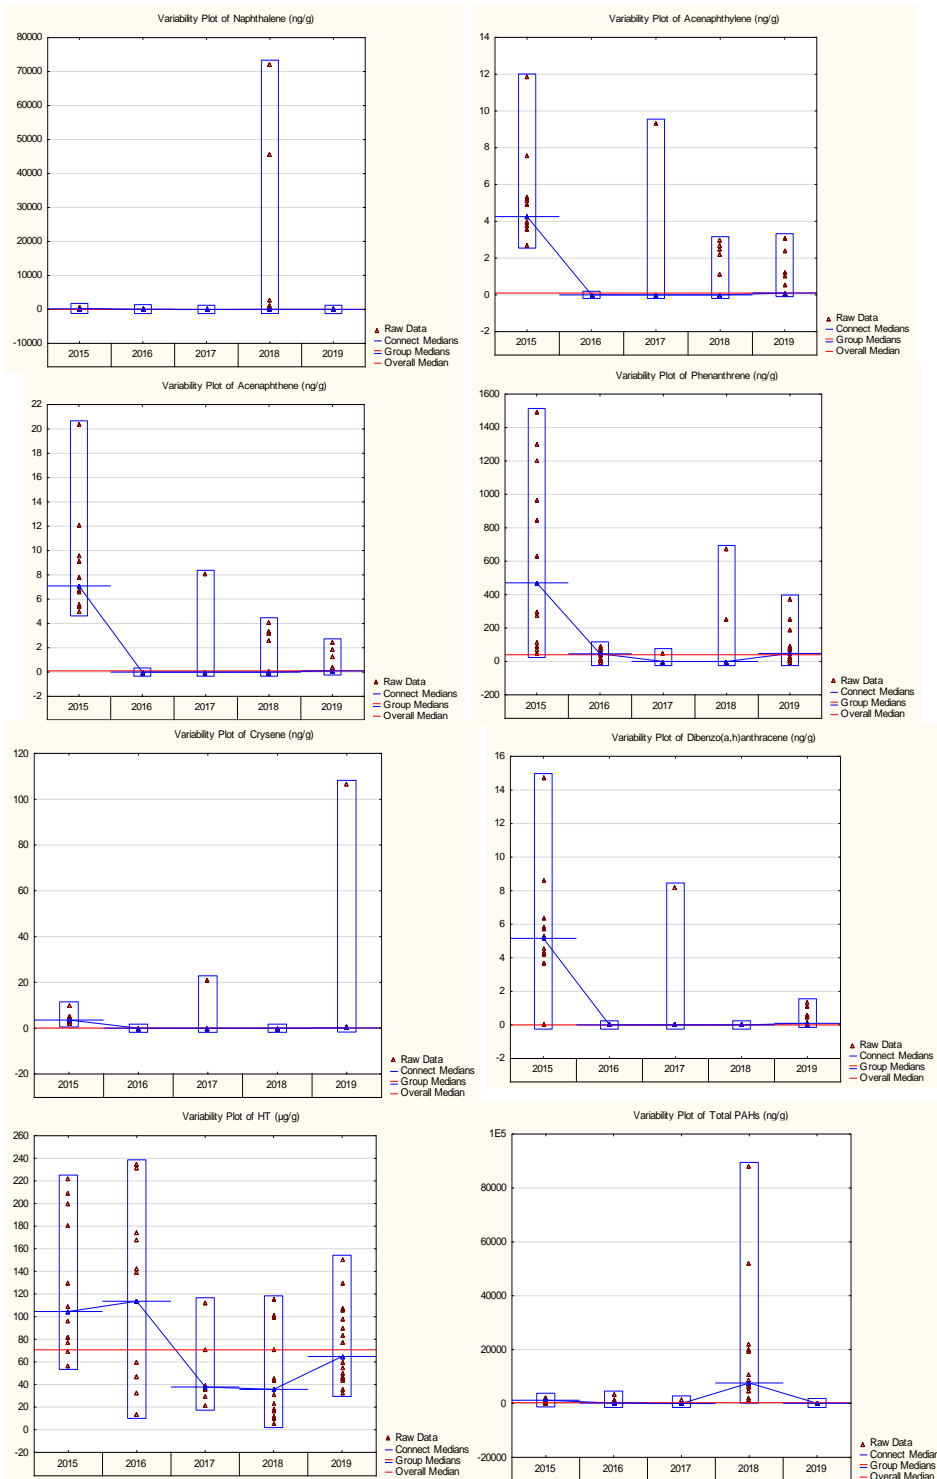 Variability Plot of Naphthalene (ng/g)
80000
70000
60000
50000
40000
30000
20000
10000
0
-10000
2015 2016 2017 2018 2019
Raw Data
Connect Medians
Group Medians
Overall Median
Variability Plot of Acenaphthylene (ng/g)
14
12
10
8
6
4
2
0
-2
2015 2016 2017 2018 2019
Raw Data
Connect Medians
Group Medians
Overall Median
Variability Plot of Acenaphthene (ng/g)
22
20
18
16
14
12
10
8
6
4
2
0
-2
2015 2016 2017 2018 2019
Raw Data
Connect Medians
Group Medians
Overall Median
Variability Plot of Phenanthrene (ng/g)
1600
1400
1200
1000
800
600
400
200
0
-200
2015 2016 2017 2018 2019
Raw Data
Connect Medians
Group Medians
Overall Median
Variability Plot of Crysene (ng/g)
120
100
80
60
40
20
0
-20
2015 2016 2017 2018 2019
Raw Data
Connect Medians
Group Medians
Overall Median
Variability Plot of Dibenzo(a,h)anthracene (ng/g)
16
14
12
10
8
6
4
2
0
-2
2015 2016 2017 2018 2019
Raw Data
Connect Medians
Group Medians
Overall Median
Variability Plot of HT (µg/g)
260
240
220
200
180
160
140
120
100
80
60
40
20
0
-20
2015 2016 2017 2018 2019
Raw Data
Connect Medians
Group Medians
Overall Median
Variability Plot of Total PAHs (ng/g)
1E5
80000
60000
40000
20000
0
-20000
2015 2016 2017 2018 2019
Raw Data
Connect Median
Group Medians
Overall Median